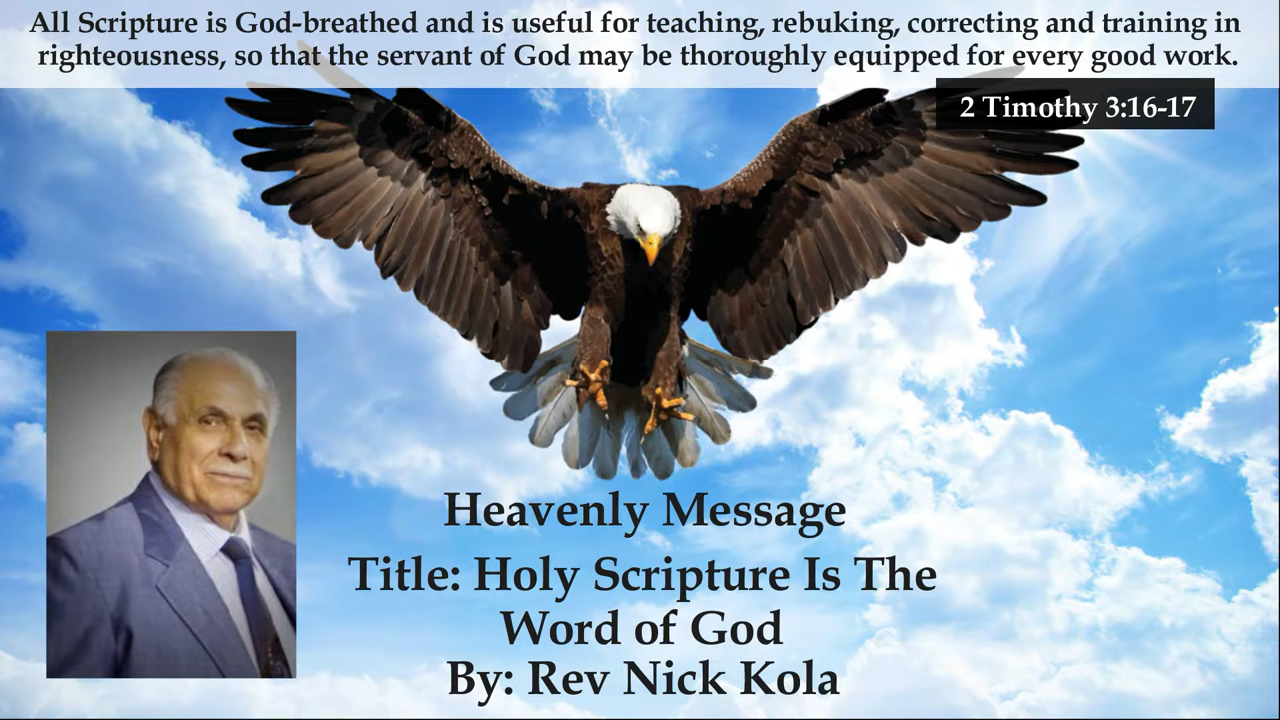 All Scripture is God-breathed and is useful for teaching, rebuking, correcting and training in
righteousness, so that the servant of God may be thoroughly equipped for every good work.
2 Timothy 3:16-17
Heavenly Message
Title: Holy Scripture Is The
Word of God
By: Rev Nick Kola